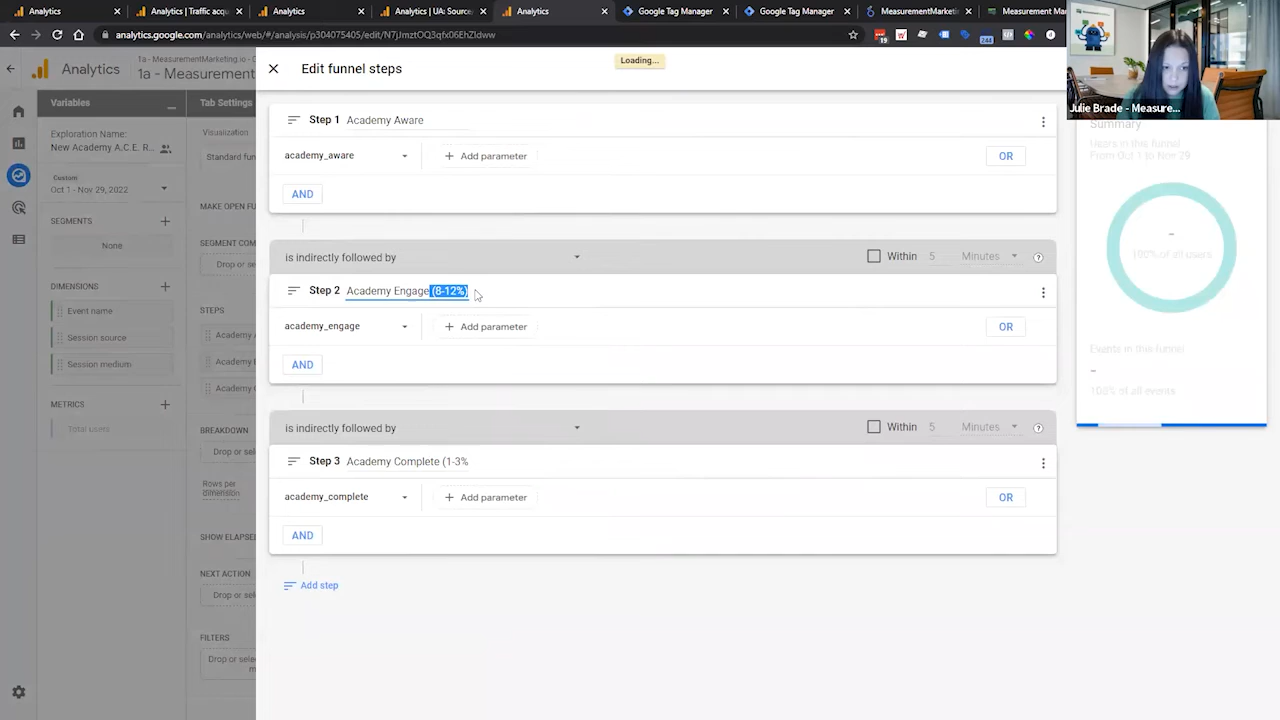 Analytics
Analytics | Traffic acqu
Analytics
Analytics | UA: Source
Analytics
Google Tag Manager
Google Tag Manager
MeasurementMarketin
Measurement Ma
analytics.google.com/analytics/web/#/analysis/p304075405/edit/NTJmztOQ3qfx06EhZIdww
19
244
Analytics
1a - MeasurementMarketing.io - D
1a - Measurement
Edit funnel steps
Loading...
Julie Brade - Measure...
Variables
Tab Settings
Exploration Name:
New Academy A.C.E. R...
Custom
Oct 1 - Nov 29, 2022
SEGMENTS
None
DIMENSIONS
Event name
Session source
Session medium
METRICS
Total users
Visualization
Standard fun
MAKE OPEN FU
SEGMENT COM
Drop or se
STEPS
Academy A
Academy E
Academy C
BREAKDOWN
Drop or se
Rows per
dimension
SHOW ELAPSE
NEXT ACTION
Drop or sel
FILTERS
Drop or sele
m
Step 1 Academy Aware
academy_aware
Add parameter
OR
AND
is indirectly followed by
Within 5 Minutes
Step 2 Academy Engage (8-12%)
academy_engage
Add parameter
OR
AND
is indirectly followed by
Within 5 Minutes
Step 3 Academy Complete (1-3%
academy_complete
Add parameter
OR
AND
Add step
Summary
Users in this funnel
From Oct 1 to Nov 29
-
100% of all users
Events in this funnel
-
100% of all events